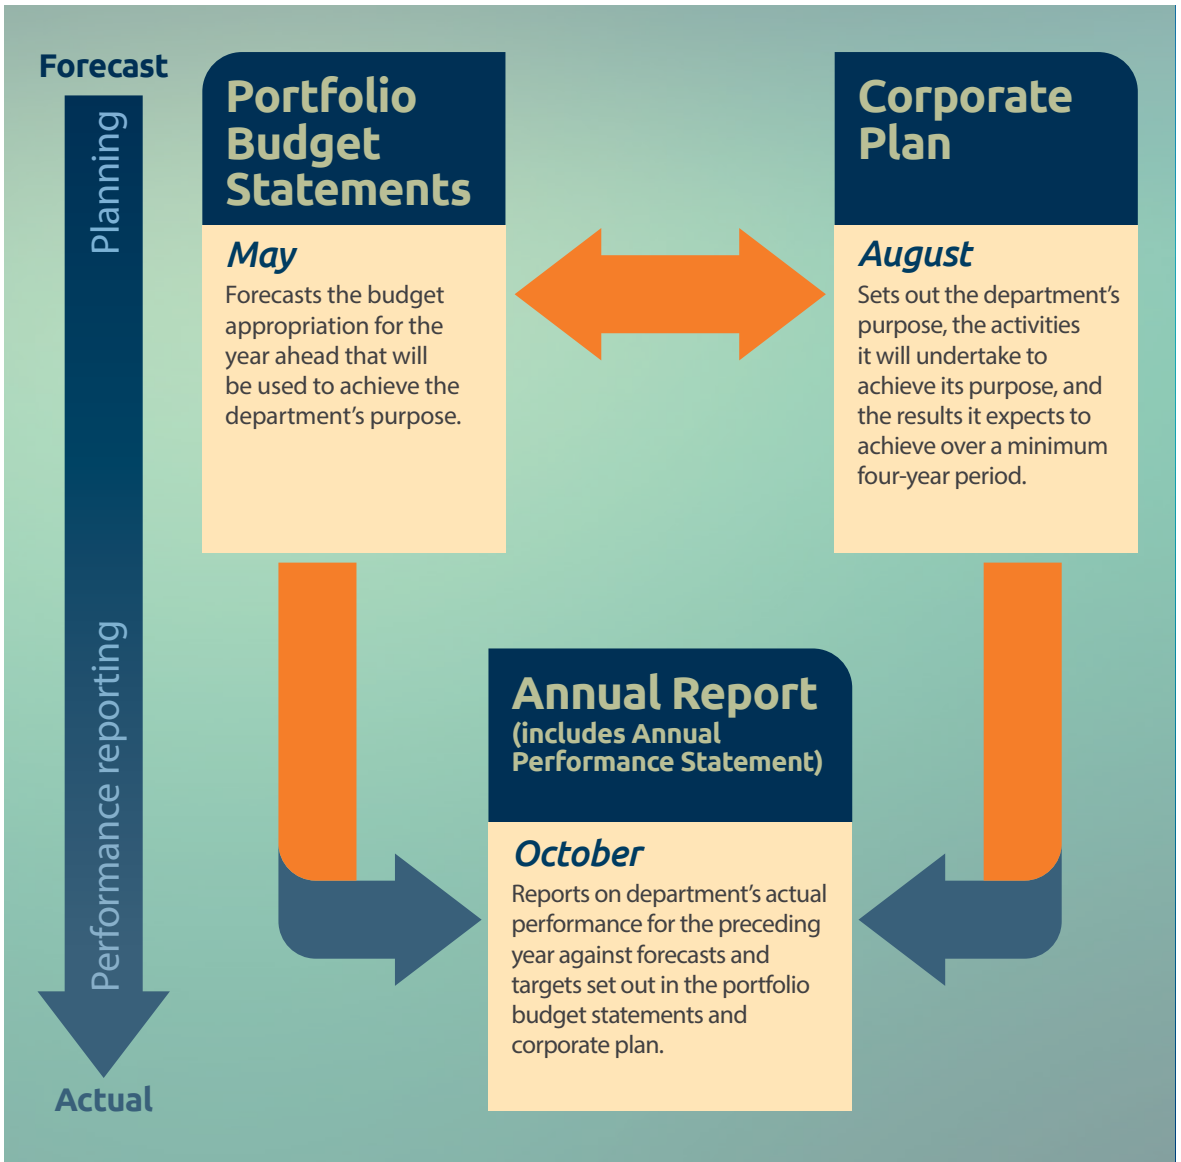 Forecast
Planning
Performance reporting
Actual
Portfolio
Budget
Statements
May
Forecasts the budget
appropriation for the
year ahead that will
be used to achieve the
department’s purpose.
Corporate
Plan
August
Sets out the department’s
purpose, the activities
it will undertake to
achieve its purpose, and
the results it expects to
achieve over a minimum
four-year period.
Annual Report
(includes Annual
Performance Statement)
October
Reports on department’s actual
performance for the preceding
year against forecasts and
targets set out in the portfolio
budget statements and
corporate plan.